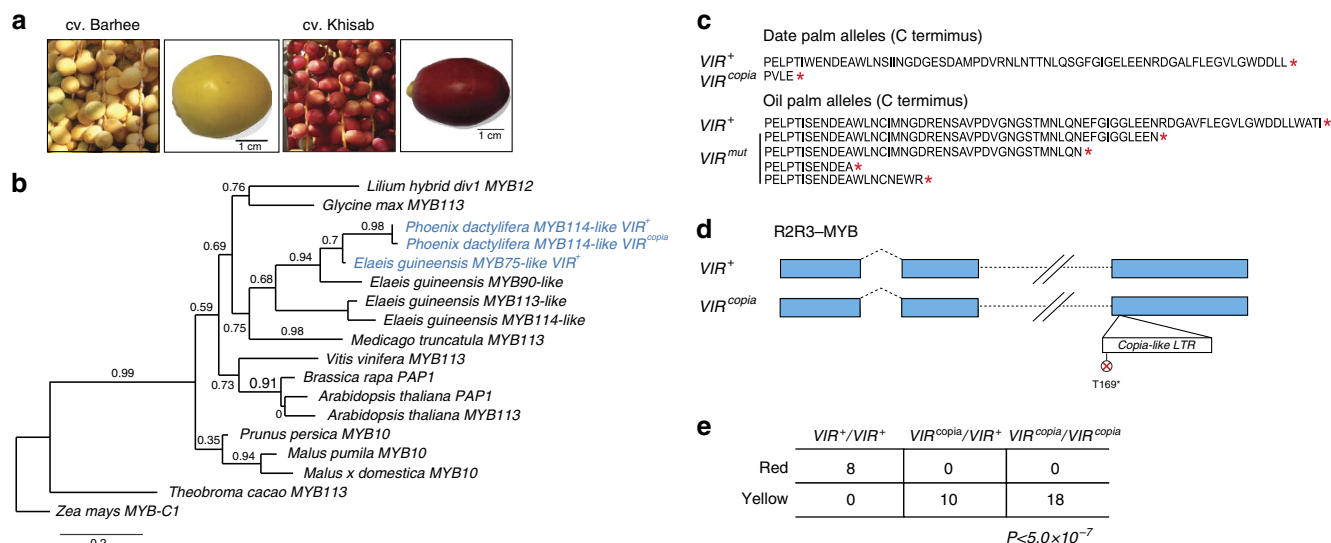 a
cv. Barhee
cv. Khisab
1 cm
1 cm
b
0.76
Lilium hybrid div1 MYB12
Glycine max MYB113
0.69
0.98
Phoenix dactylifera MYB114-like VIR+
0.7
Phoenix dactylifera MYB114-like VIRcopia
0.94
Elaeis guineensis MYB75-like VIR+
0.68
Elaeis guineensis MYB90-like
Elaeis guineensis MYB113-like
0.59
Elaeis guineensis MYB114-like
0.75
0.98
Medicago truncatula MYB113
Vitis vinifera MYB113
0.99
0.73
0.91
Brassica rapa PAP1
Arabidopsis thaliana PAP1
0
Arabidopsis thaliana MYB113
Prunus persica MYB10
0.35
Malus pumila MYB10
0.94
Malus x domestica MYB10
Theobroma cacao MYB113
Zea mays MYB-C1
c
Date palm alleles (C termimus)
VIR+ PELPTIWENDEAWLNSIINGDGESDAMPDVRNLNTTNLQSGFGIGELEENRDGALFLEGVLGWDDLL *
VIRcopia PVLE *
Oil palm alleles (C termimus)
VIR+ PELPTISENDEAWLNCIMNGDRENSAVPDVGNGSTMNLQNEFGIGGLEENRDGAVFLEGVLGWDDLLWATI *
PELPTISENDEAWLNCIMNGDRENSAVPDVGNGSTMNLQNEFGIGGLEEN *
VIRmut PELPTISENDEAWLNCIMNGDRENSAVPDVGNGSTMNLQN *
PELPTISENDEA *
PELPTISENDEAWLNCNEWR *
d
R2R3–MYB
VIR+
VIRcopia
Copia-like LTR
T169*
e
VIR+/VIR+ VIRcopia/VIR+ VIRcopia/VIRcopia
Red 8 0 0
Yellow 0 10 18
P<5.0×10−7